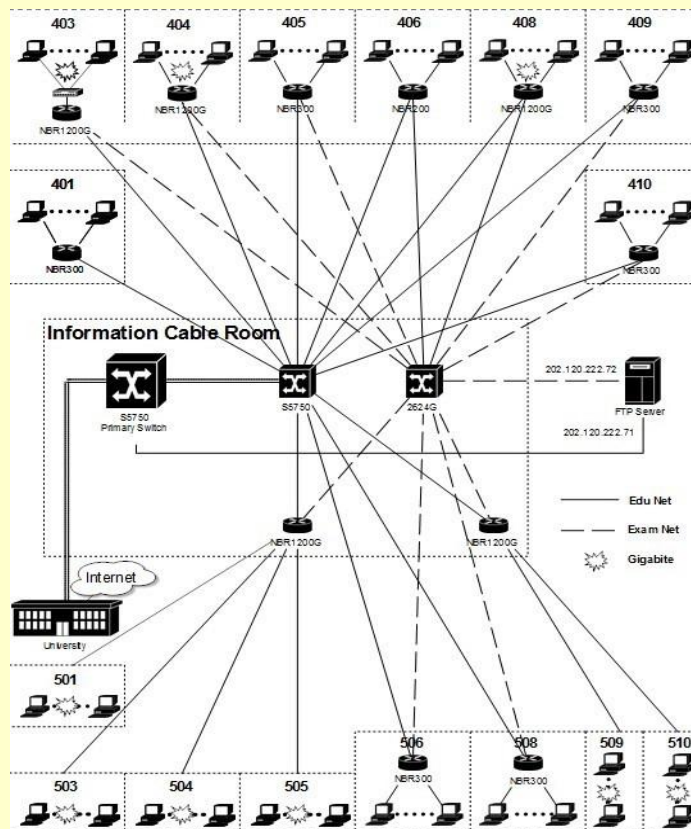 403 404 405 406 408 409
NBR1200G NBR1200G NBR300 NBR200 NBR1200G NBR300
401 410
NBR300 NBR300
Information Cable Room
S5750
Primary Switch
S5750
2624G
202.120.222.72
FTP Server
202.120.222.71
Edu Net
Exam Net
Gigabite
NBR1200G NBR1200G
Internet
University
501
506 508 509 510
NBR300 NBR300
503 504 505